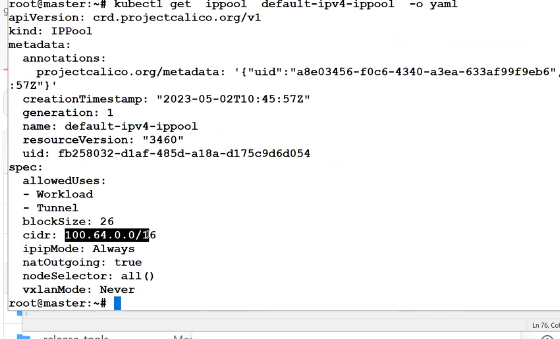 root@master:~# kubectl get ippool default-ipv4-ippool -o yaml
apiVersion: crd.projectcalico.org/v1
kind: IPPool
metadata:
  annotations:
    projectcalico.org/metadata: '{"uid":"a8e03456-f0c6-4340-a3ea-633af99f9eb6",
:57Z"}'
  creationTimestamp: "2023-05-02T10:45:57Z"
  generation: 1
  name: default-ipv4-ippool
  resourceVersion: "3460"
  uid: fb258032-d1af-485d-a18a-d175c9d6d054
spec:
  allowedUses:
  - Workload
  - Tunnel
  blockSize: 26
  cidr: 100.64.0.0/16
  ipipMode: Always
  natOutgoing: true
  nodeSelector: all()
  vxlanMode: Never
root@master:~#
Ln 76, Col